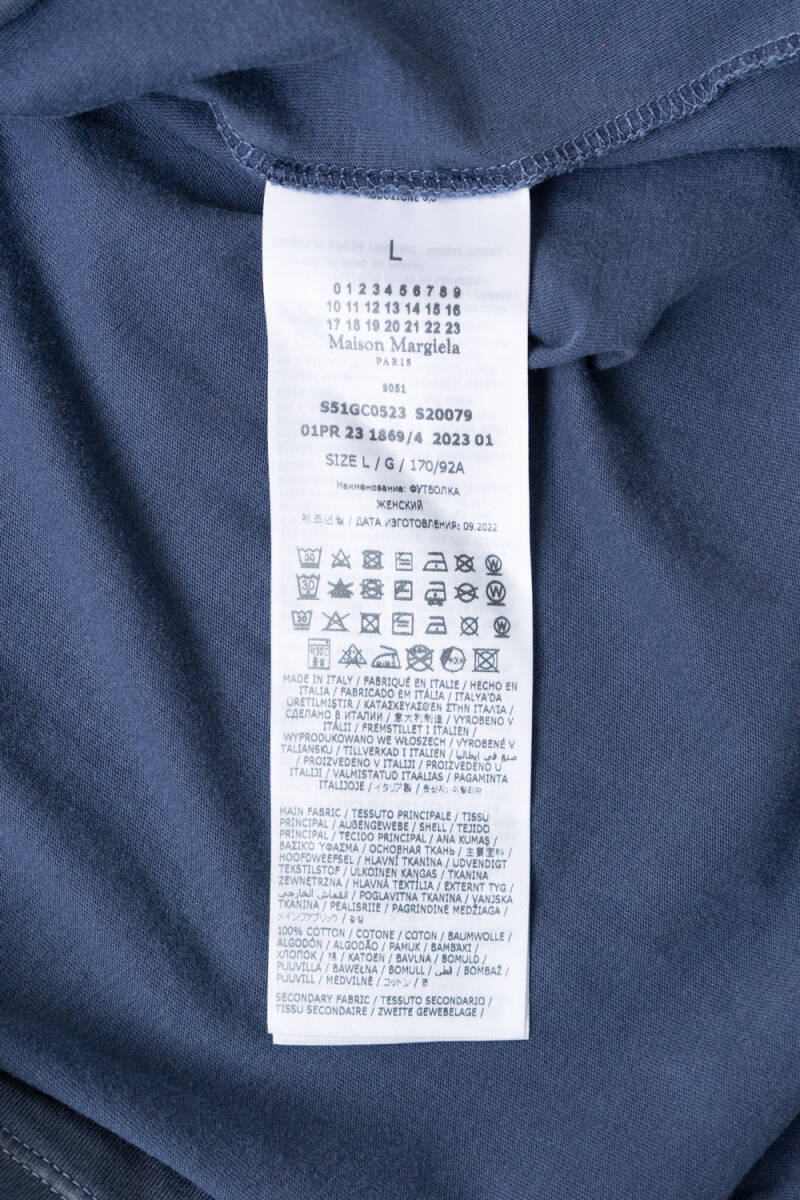 L
0 1 2 3 4 5 6 7 8 9
10 11 12 13 14 15 16
17 18 19 20 21 22 23
Maison Margiela
PARIS
S051
S51GC0523 S20079
01PR 23 1869/4 2023 01
SIZE L / G / 170/92A
Наименование: ФУТБОЛКА
ЖЕНСКИЙ
제조년월 / ДАТА ИЗГОТОВЛЕНИЯ: 09.2022
MADE IN ITALY / FABRIQUÉ EN ITALIE / HECHO EN
ITALIA / FABRICADO EM ITÁLIA / ITALYA'DA
ÜRETILMIŞTIR / ΚΑΤΑΣΚΕΥΑΣΘΕΝ ΣΤΗΝ ΙΤΑΛΙΑ /
СДЕЛАНО В ИТАЛИИ / 意大利制造 / VYROBENO V
ITÁLII / FREMSTILLET I ITALIEN /
WYPRODUKOWANO WE WŁOSZECH / VYROBENÉ V
TALIANSKU / TILLVERKAD I ITALIEN / صنع في إيطاليا
/ PROIZVEDENO V ITALIJI / PROIZVEDENO U
ITALIJI / VALMISTATUD ITAALIAS / PAGAMINTA
ITALIJOJE / イタリア製 / 원산지: 이탈리아
MAIN FABRIC / TESSUTO PRINCIPALE / TISSU
PRINCIPAL / AUßENGEWEBE / SHELL / TEJIDO
PRINCIPAL / TECIDO PRINCIPAL / ANA KUMAŞ /
ΒΑΣΙΚΟ ΥΦΑΣΜΑ / ОСНОВНАЯ ТКАНЬ / 主要面料 /
HOOFDWEEFSEL / HLAVNÍ TKANINA / UDVENDIGT
TEKSTILSTOF / ULKOINEN KANGAS / TKANINA
ZEWNĘTRZNA / HLAVNÁ TEXTÍLIA / EXTERNT TYG /
القماش الخارجي / POGLAVITNA TKANINA / VANJSKA
TKANINA / PEALISRIIE / PAGRINDINE MEDŽIAGA /
メインファブリック / 겉감
100% COTTON / COTONE / COTON / BAUMWOLLE /
ALGODÓN / ALGODÃO / PAMUK / ΒΑΜΒΑΚΙ /
ХЛОПОК / 棉 / KATOEN / BAVLNA / BOMULD /
PUUVILLA / BAWEŁNA / BOMULL / قطن / BOMBAŽ /
PUUVILL / MEDVILNĖ / コットン / 면
SECONDARY FABRIC / TESSUTO SECONDARIO /
TISSU SECONDAIRE / ZWEITE GEWEBELAGE /